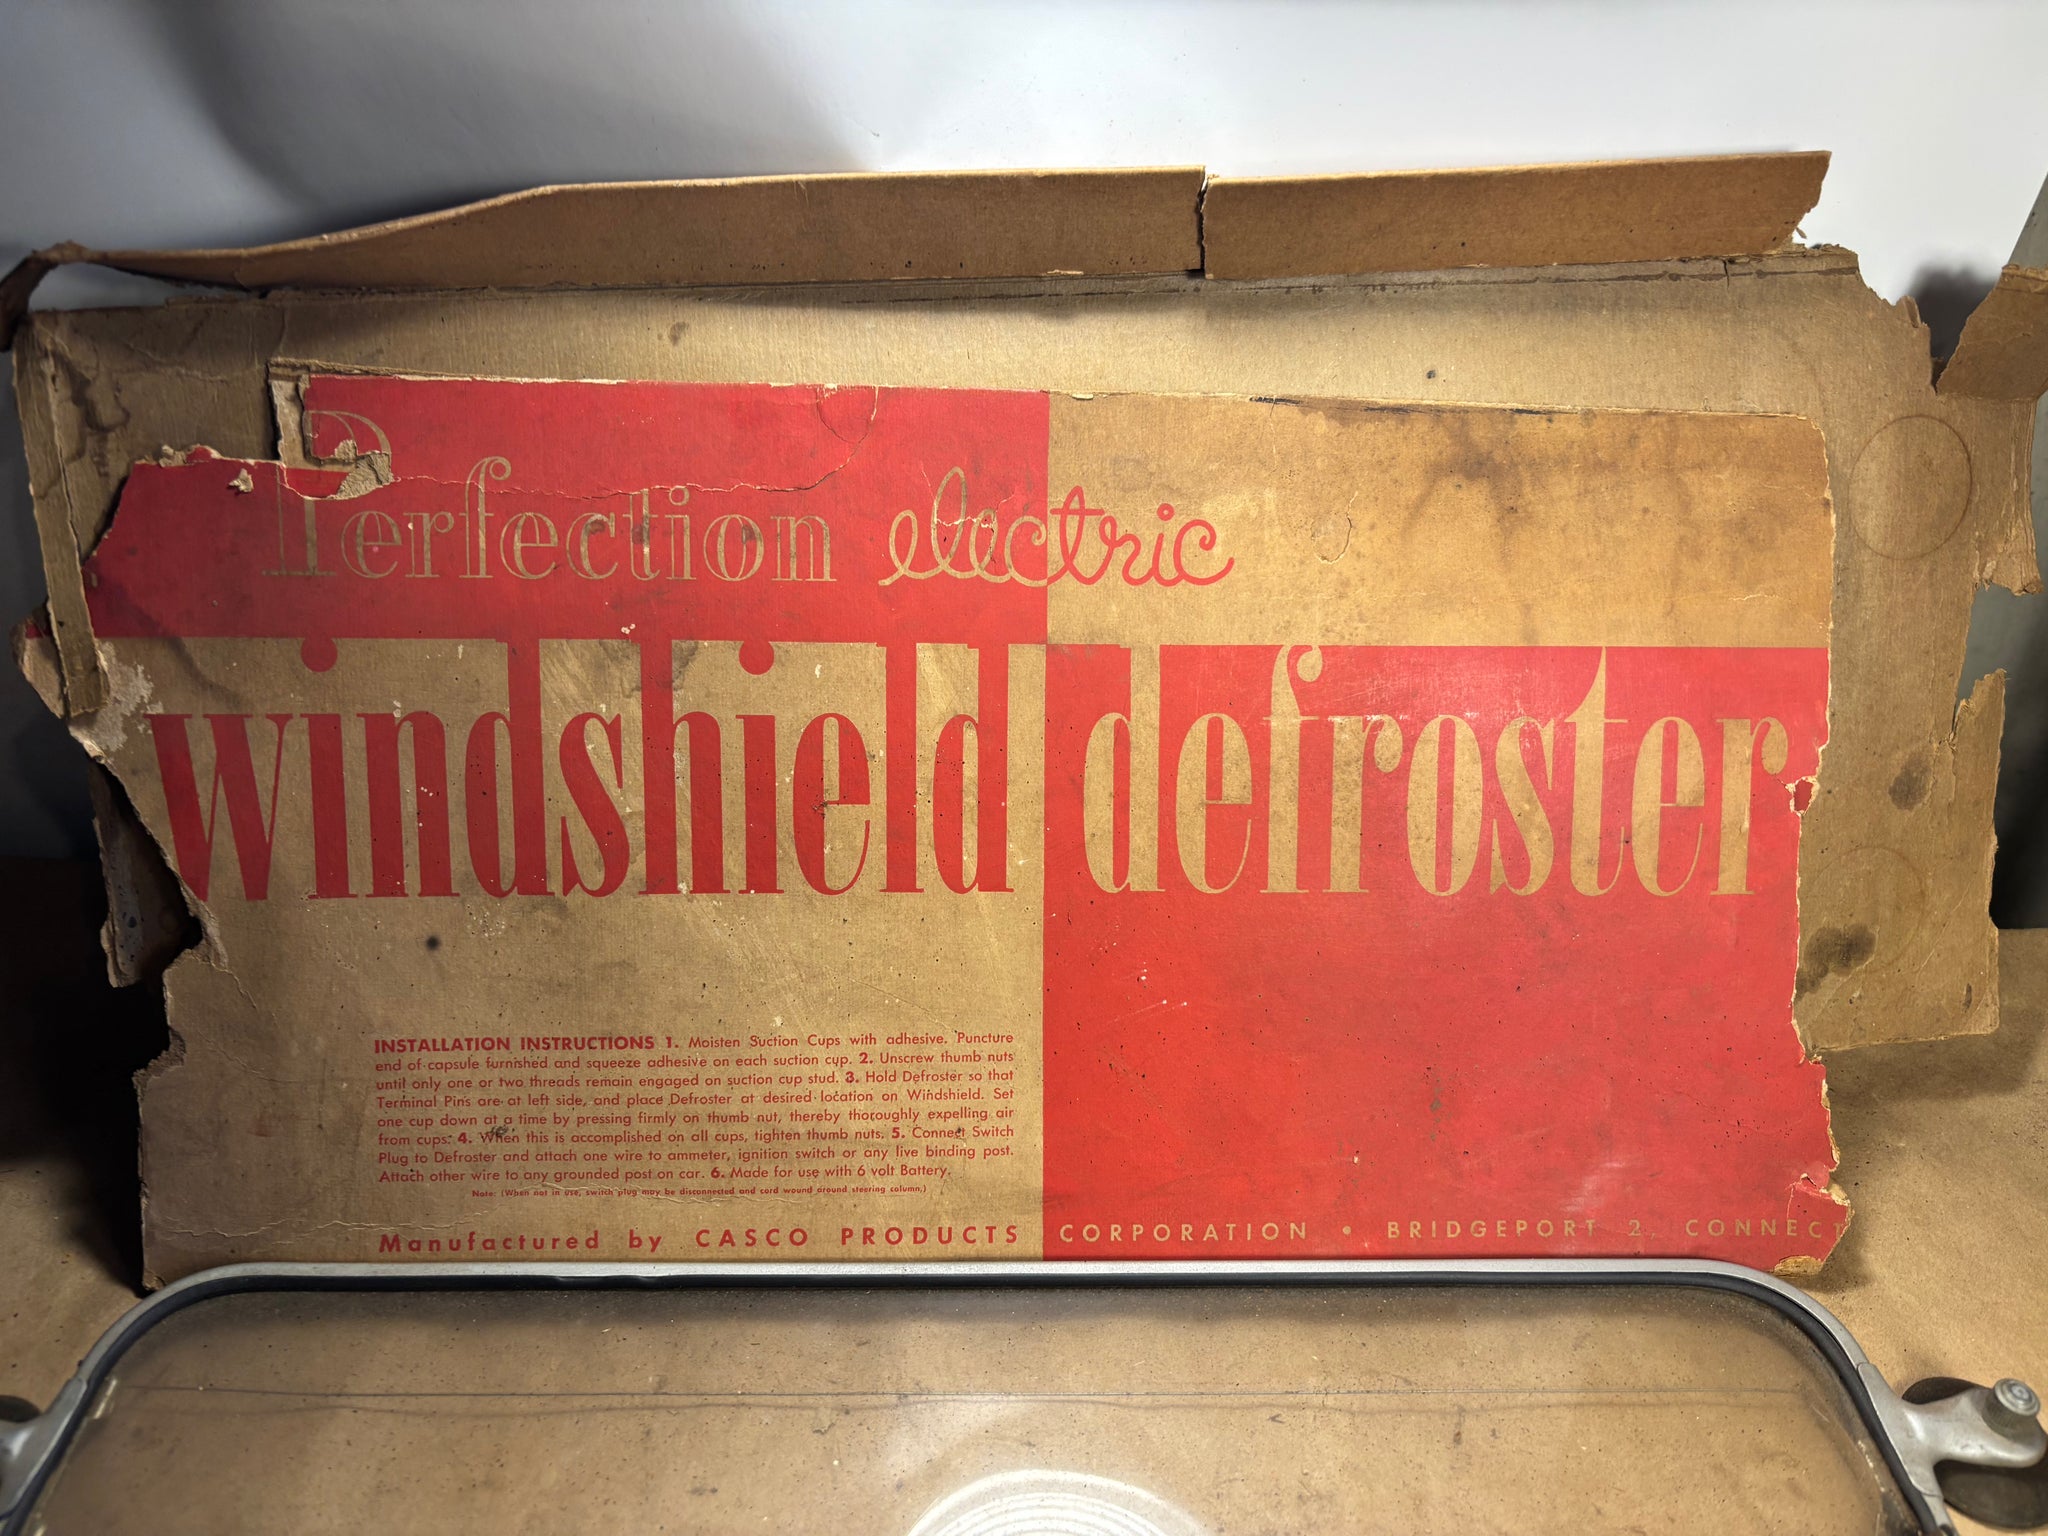 Perfection electric
windshield defroster
INSTALLATION INSTRUCTIONS 1. Moisten Suction Cups with adhesive. Puncture
end of capsule furnished and squeeze adhesive on each suction cup. 2. Unscrew thumb nuts
until only one or two threads remain engaged on suction cup stud. 3. Hold Defroster so that
Terminal Pins are at left side, and place Defroster at desired location on Windshield. Set
one cup down at a time by pressing firmly on thumb nut, thereby thoroughly expelling air
from cups. 4. When this is accomplished on all cups, tighten thumb nuts. 5. Connect Switch
Plug to Defroster and attach one wire to ammeter, ignition switch or any live binding post.
Attach other wire to any grounded post on car. 6. Made for use with 6 volt Battery.
Note: (When not in use, switch plug may be disconnected and cord wound around steering column.)
Manufactured by CASCO PRODUCTS CORPORATION • BRIDGEPORT 2, CONNECT